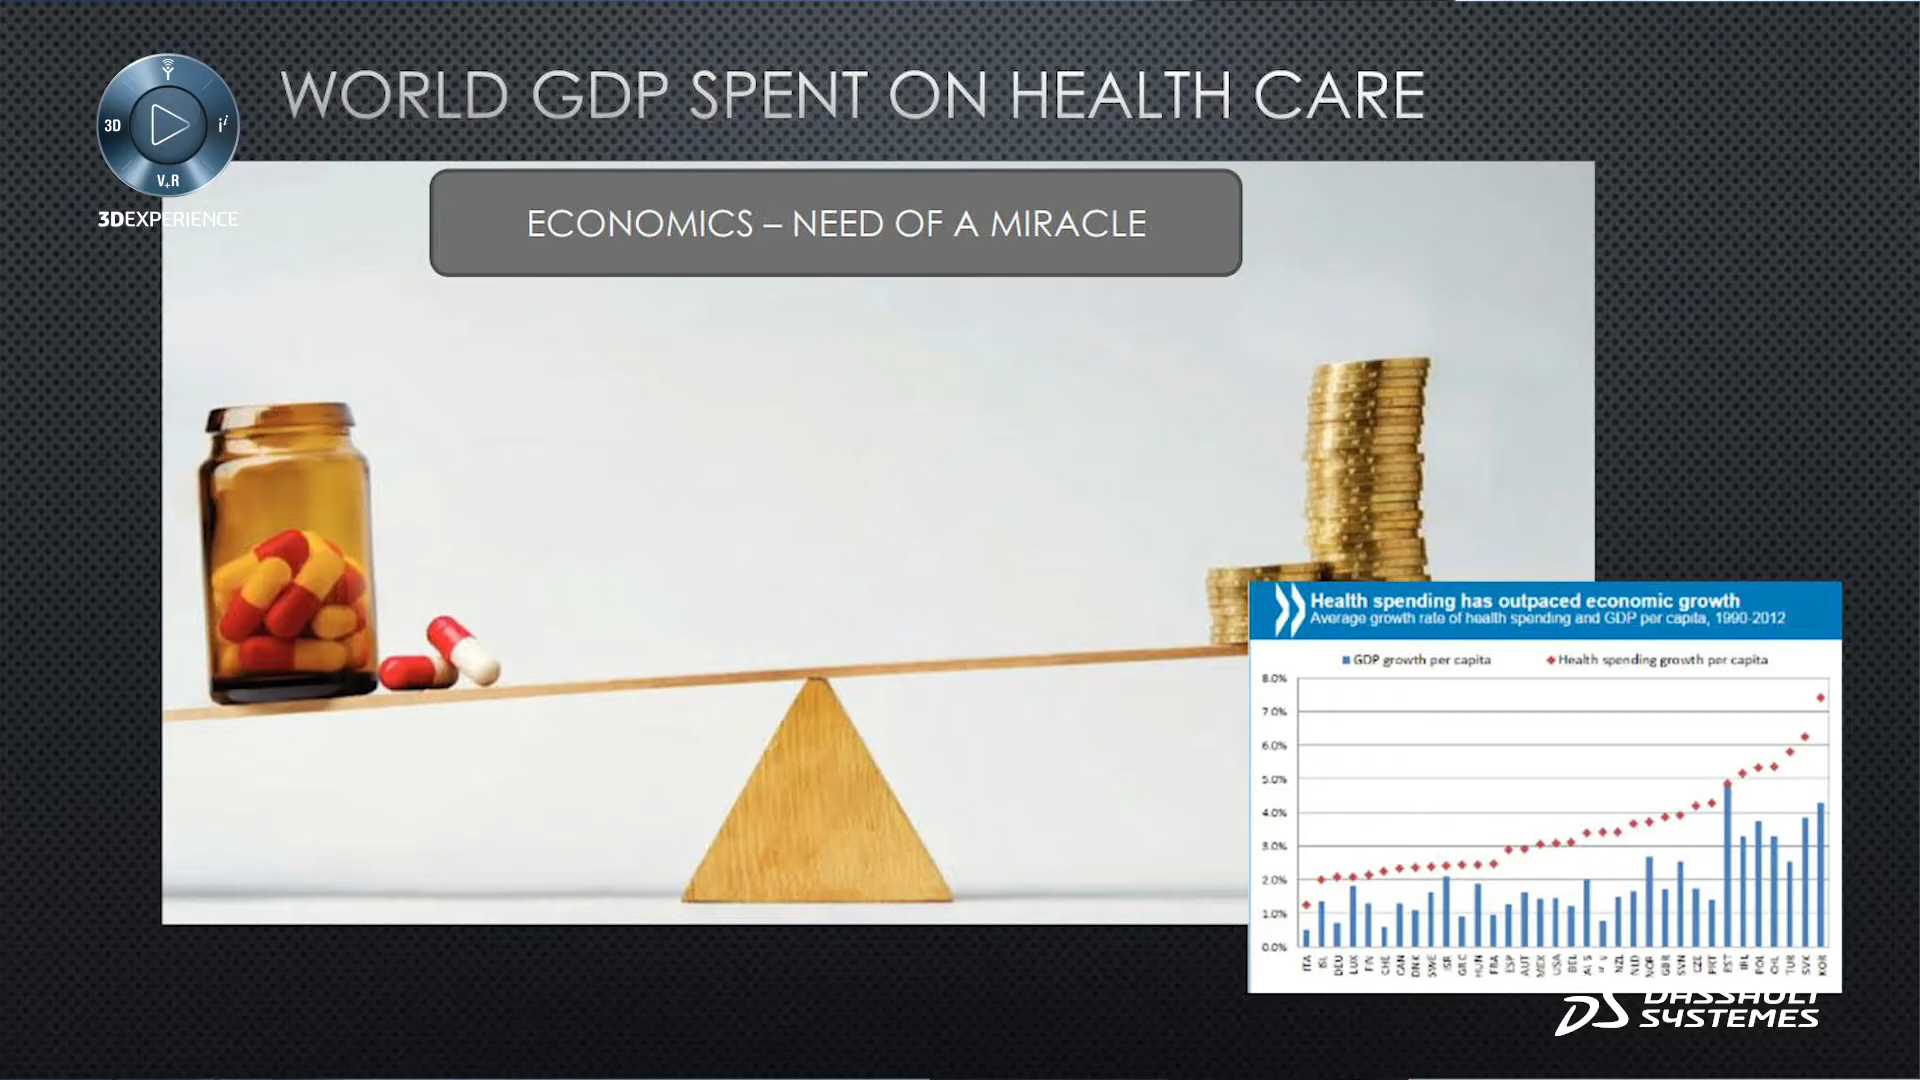 WORLD GDP SPENT ON HEALTH CARE
3D
i
V+R
3DEXPERIENCE
ECONOMICS – NEED OF A MIRACLE
Health spending has outpaced economic growth
Average growth rate of health spending and GDP per capita, 1990-2012
GDP growth per capita
Health spending growth per capita
8.0%
7.0%
6.0%
5.0%
4.0%
3.0%
2.0%
1.0%
0.0%
ITA ISL DEU LUX FIN CHE CAN DNK SWE ISR GRC HUN FRA ESP AUT MEX USA BEL NZL NLD NOR GBR SVN CZE PRT EST IRL POL CHL TUR SVK KOR
DASSAULT
SYSTEMES